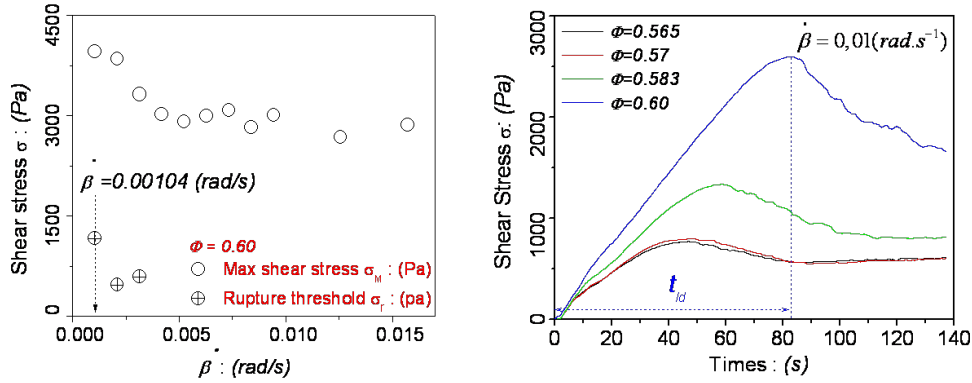 4500
3000
1500
0
Shear stress σ : (Pa)
β̇ =0.00104 (rad/s)
Φ = 0.60
Max shear stress σM : (Pa)
Rupture threshold σr : (pa)
0.000
0.005
0.010
0.015
β̇ : (rad/s)
3000
2000
1000
0
Shear Stress σ: (Pa)
Φ=0.565
Φ=0.57
Φ=0.583
Φ=0.60
β̇ = 0,01(rad.s⁻¹)
tld
0
20
40
60
80
100
120
140
Times : (s)